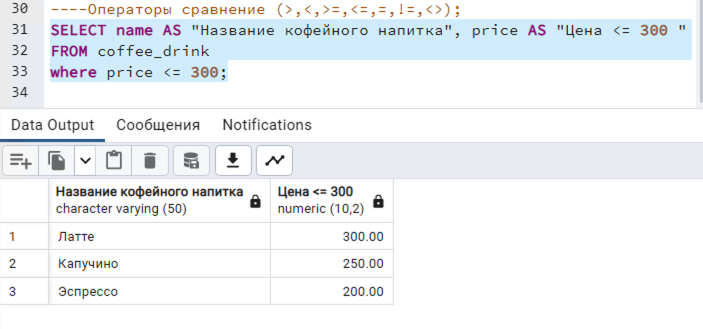 30 ----Операторы сравнение (>,<,>=,<=,=,!=,<>);
31 SELECT name AS "Название кофейного напитка", price AS "Цена <= 300 "
32 FROM coffee_drink
33 where price <= 300;
34
Data Output Сообщения Notifications
Название кофейного напитка Цена <= 300
character varying (50) numeric (10,2)
1 Латте 300.00
2 Капучино 250.00
3 Эспрессо 200.00